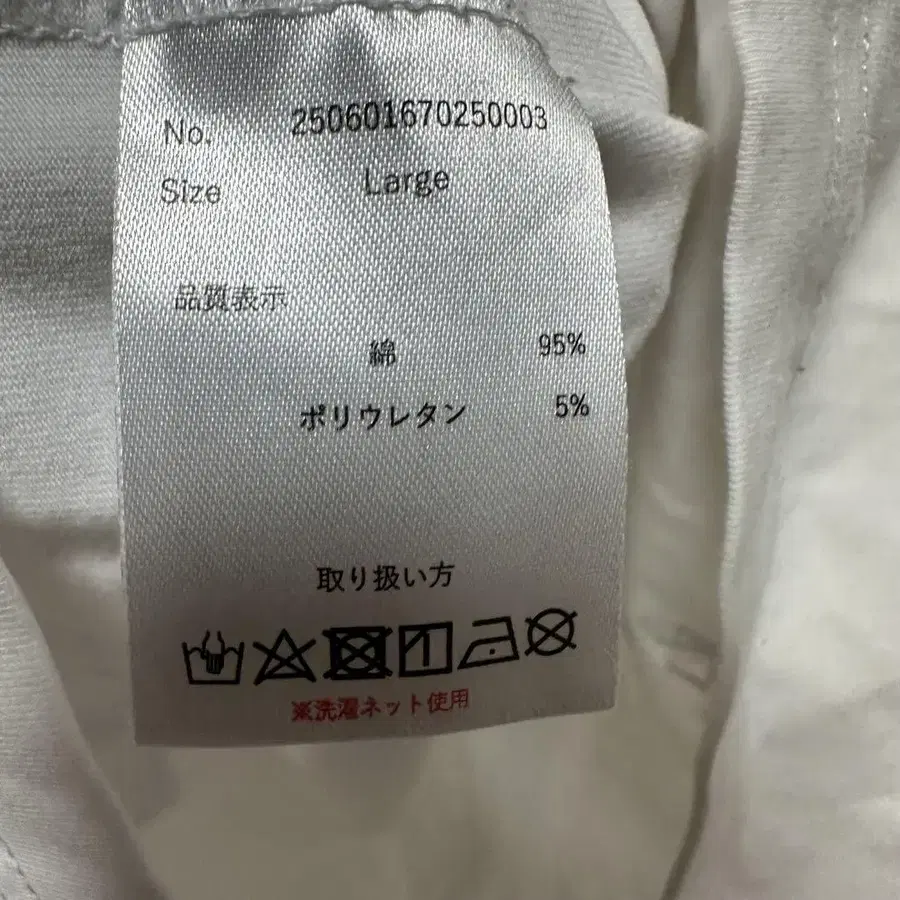 No. 250601670250003
Size Large
品質表示
綿 95%
ポリウレタン 5%
取り扱い方
※洗濯ネット使用